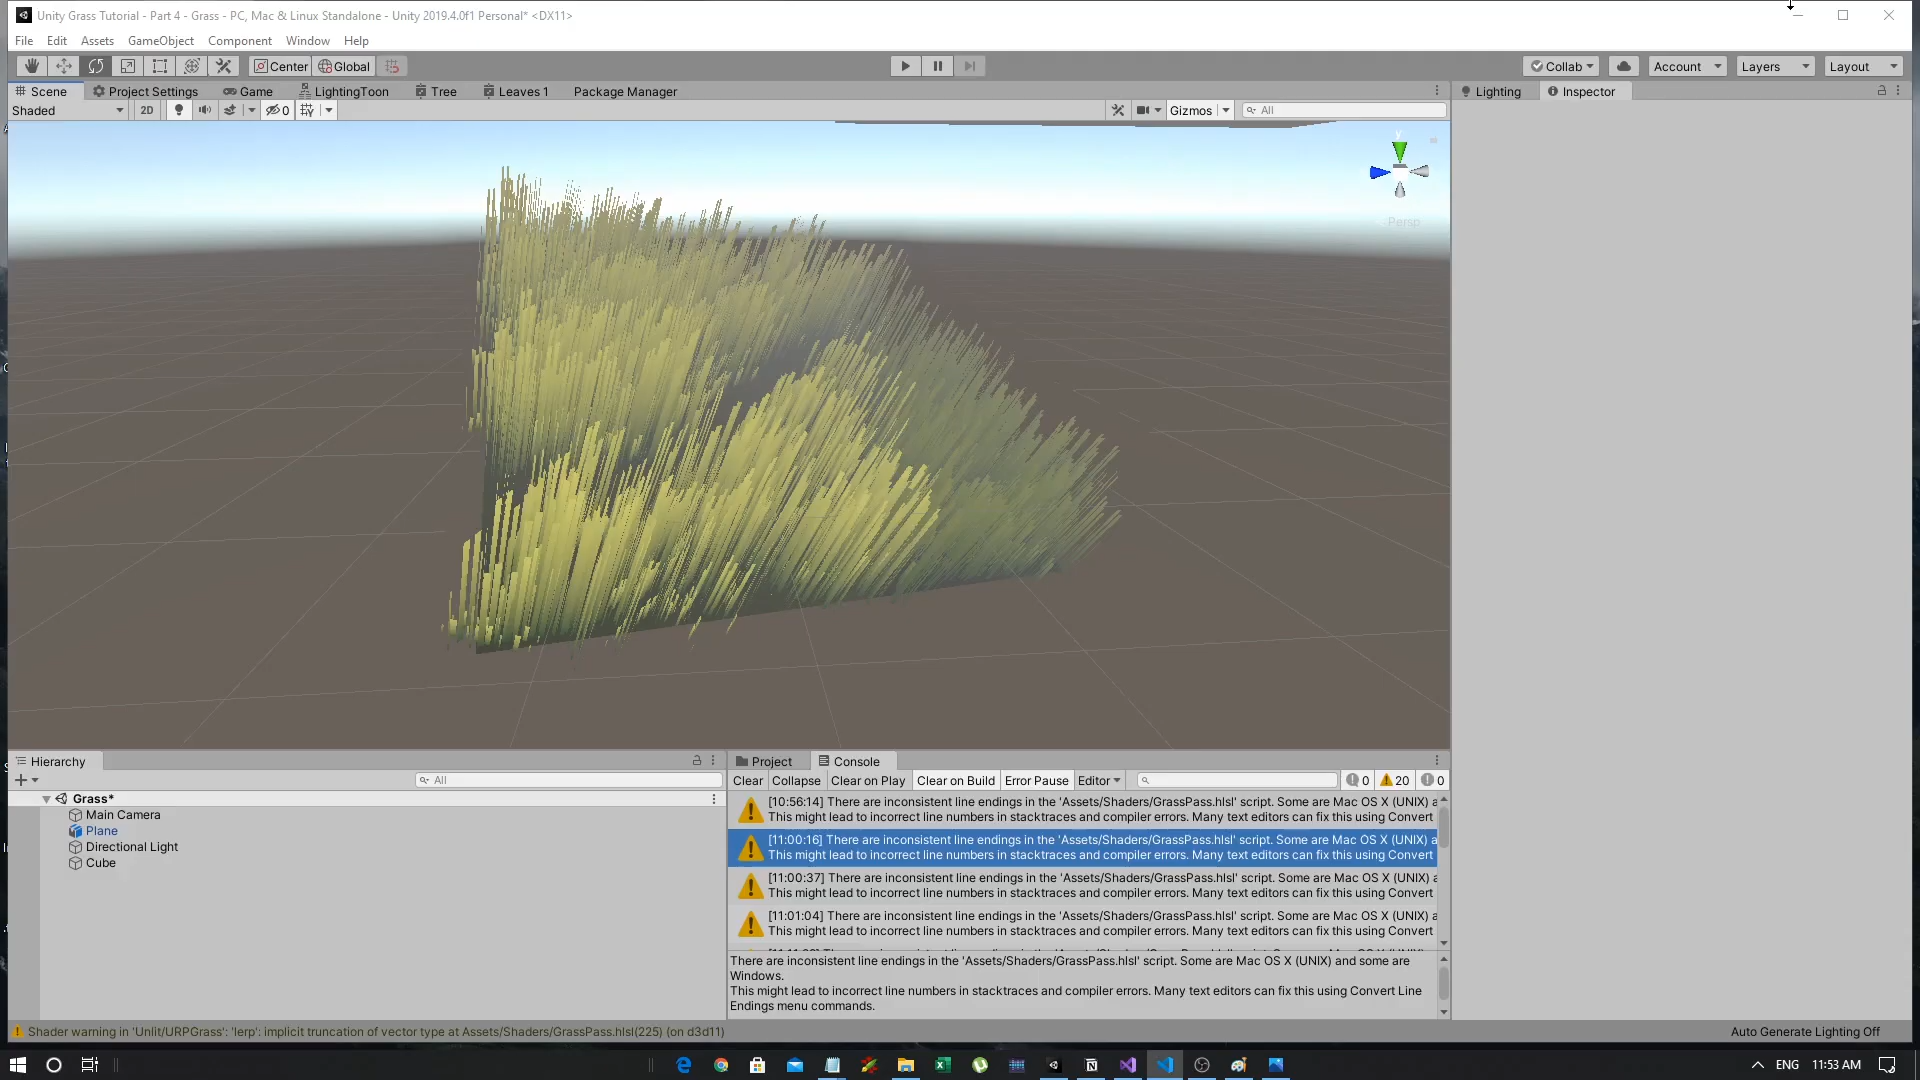 Unity Grass Tutorial - Part 4 - Grass - PC, Mac & Linux Standalone - Unity 2019.4.0f1 Personal* <DX11>
File Edit Assets GameObject Component Window Help
Center Global Collab Account Layers Layout
Scene Project Settings Game LightingToon Tree Leaves 1 Package Manager Lighting Inspector
Shaded 2D 0 Gizmos All
y
Persp
Hierarchy
All
Grass*
Main Camera
Plane
Directional Light
Cube
Project Console
Clear Collapse Clear on Play Clear on Build Error Pause Editor 0 20 0
[10:56:14] There are inconsistent line endings in the 'Assets/Shaders/GrassPass.hlsl' script. Some are Mac OS X (UNIX) a
This might lead to incorrect line numbers in stacktraces and compiler errors. Many text editors can fix this using Convert
[11:00:16] There are inconsistent line endings in the 'Assets/Shaders/GrassPass.hlsl' script. Some are Mac OS X (UNIX) a
This might lead to incorrect line numbers in stacktraces and compiler errors. Many text editors can fix this using Convert
[11:00:37] There are inconsistent line endings in the 'Assets/Shaders/GrassPass.hlsl' script. Some are Mac OS X (UNIX) a
This might lead to incorrect line numbers in stacktraces and compiler errors. Many text editors can fix this using Convert
[11:01:04] There are inconsistent line endings in the 'Assets/Shaders/GrassPass.hlsl' script. Some are Mac OS X (UNIX) a
This might lead to incorrect line numbers in stacktraces and compiler errors. Many text editors can fix this using Convert
There are inconsistent line endings in the 'Assets/Shaders/GrassPass.hlsl' script. Some are Mac OS X (UNIX) and some are
Windows.
This might lead to incorrect line numbers in stacktraces and compiler errors. Many text editors can fix this using Convert Line
Endings menu commands.
Shader warning in 'Unlit/URPGrass': 'lerp': implicit truncation of vector type at Assets/Shaders/GrassPass.hlsl(225) (on d3d11)
Auto Generate Lighting Off
ENG 11:53 AM